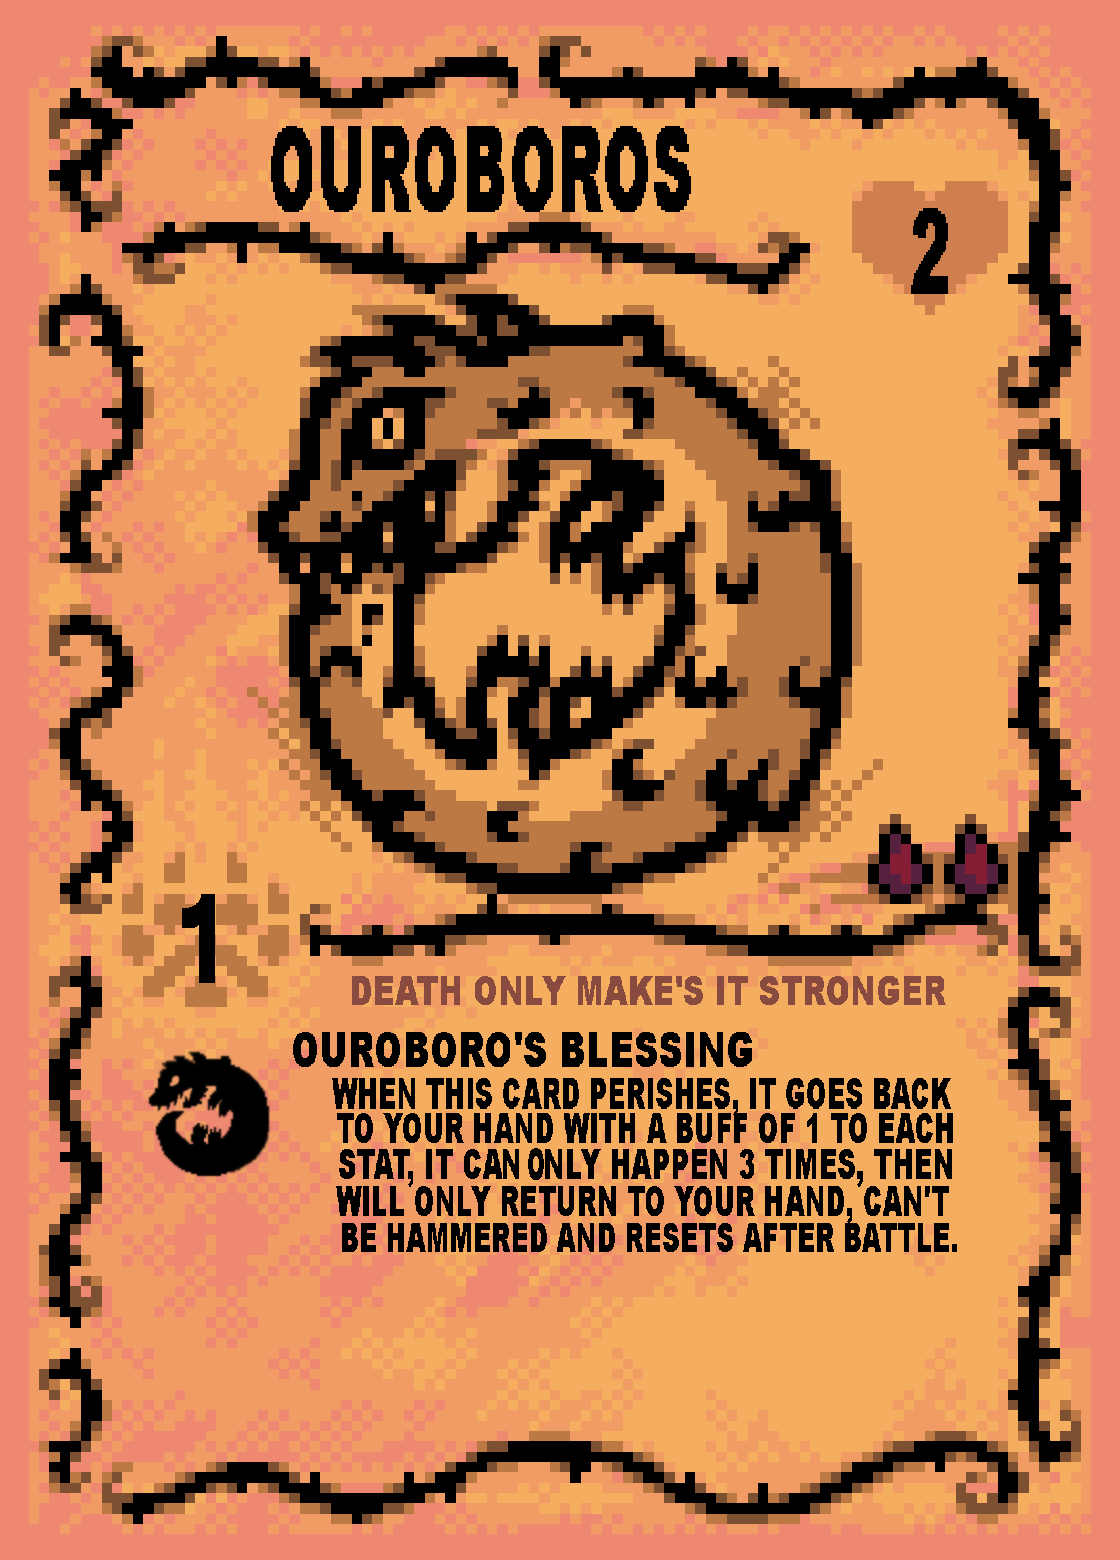 OUROBOROS
2
1
DEATH ONLY MAKE'S IT STRONGER
OUROBORO'S BLESSING
WHEN THIS CARD PERISHES, IT GOES BACK
TO YOUR HAND WITH A BUFF OF 1 TO EACH
STAT, IT CAN ONLY HAPPEN 3 TIMES, THEN
WILL ONLY RETURN TO YOUR HAND, CAN'T
BE HAMMERED AND RESETS AFTER BATTLE.